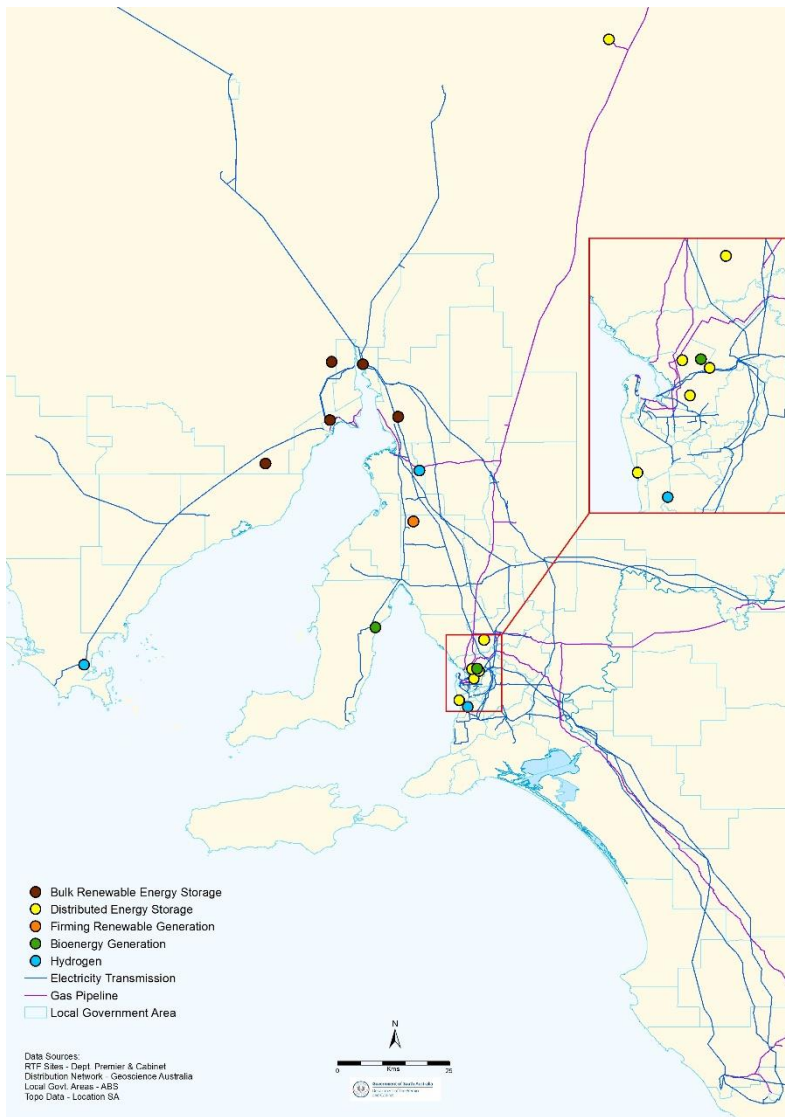 Bulk Renewable Energy Storage
Distributed Energy Storage
Firming Renewable Generation
Bioenergy Generation
Hydrogen
Electricity Transmission
Gas Pipeline
Local Government Area
Data Sources:
RTF Sites - Dept. Premier & Cabinet
Distribution Network - Geoscience Australia
Local Govt. Areas - ABS
Topo Data - Location SA
N
0 25
Kms
Government of South Australia